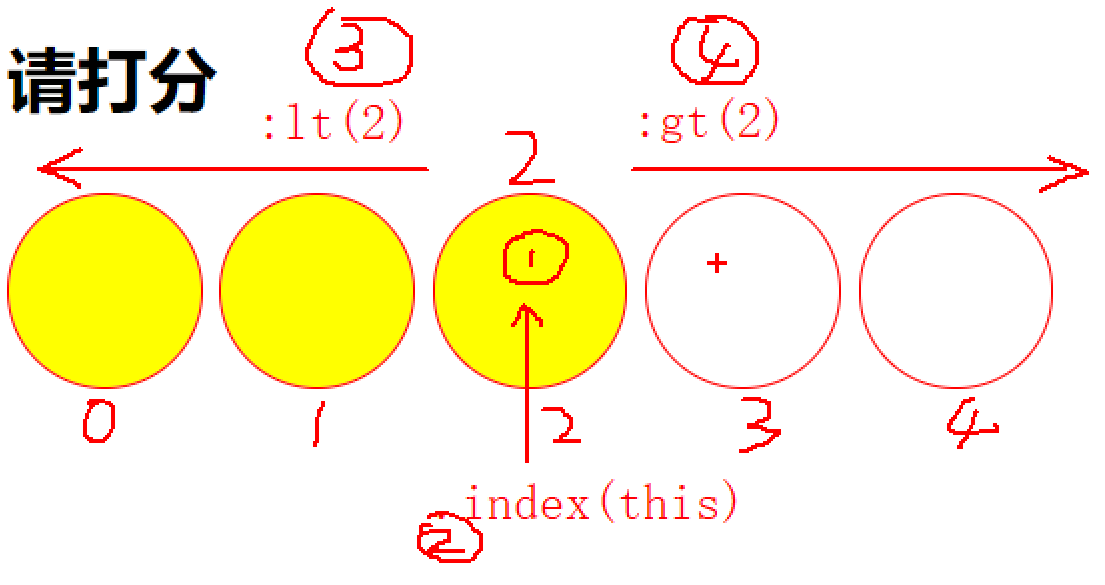 ③ ④
请打分
:lt(2) :gt(2)
2
①
0 1 2 3 4
index(this)
②